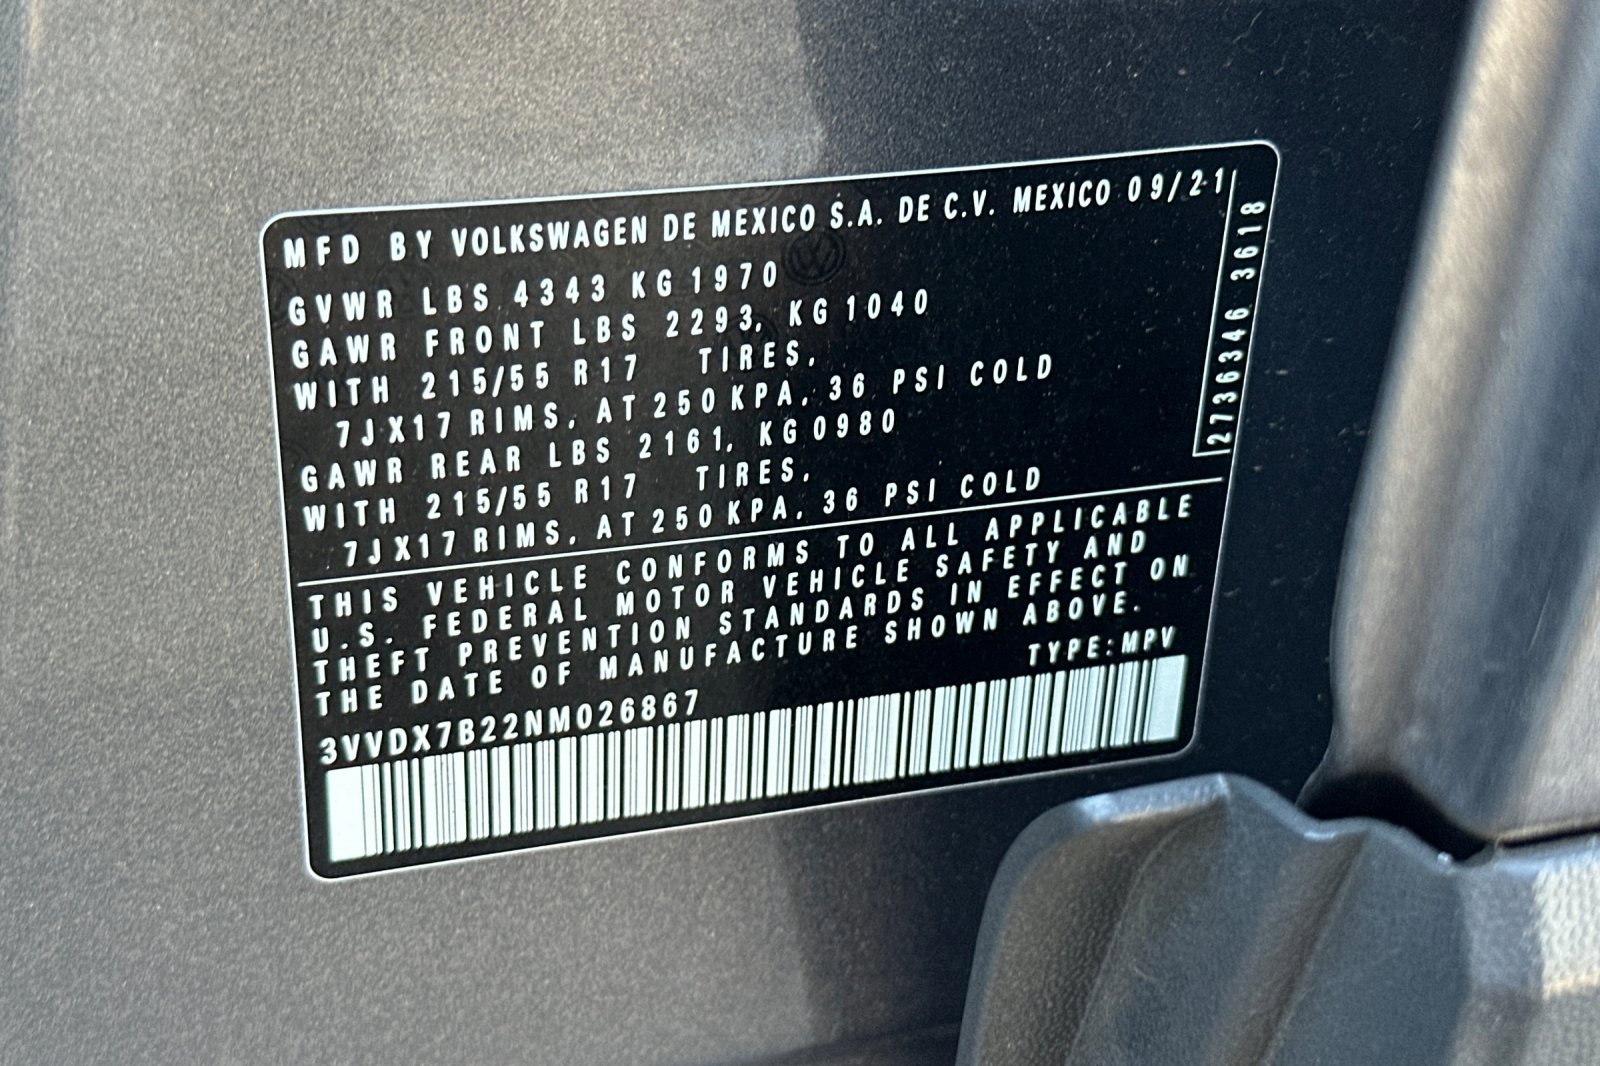 MFD BY VOLKSWAGEN DE MEXICO S.A. DE C.V. MEXICO 09/21
GVWR LBS 4343 KG 1970
GAWR FRONT LBS 2293, KG 1040
WITH 215/55 R17 TIRES,
7JX17 RIMS, AT 250 KPA, 36 PSI COLD
GAWR REAR LBS 2161, KG 0980
WITH 215/55 R17 TIRES,
7JX17 RIMS, AT 250 KPA, 36 PSI COLD
2736346 3618
THIS VEHICLE CONFORMS TO ALL APPLICABLE
U.S. FEDERAL MOTOR VEHICLE SAFETY AND
THEFT PREVENTION STANDARDS IN EFFECT ON
THE DATE OF MANUFACTURE SHOWN ABOVE.
TYPE: MPV
3VVDX7B22NM026867